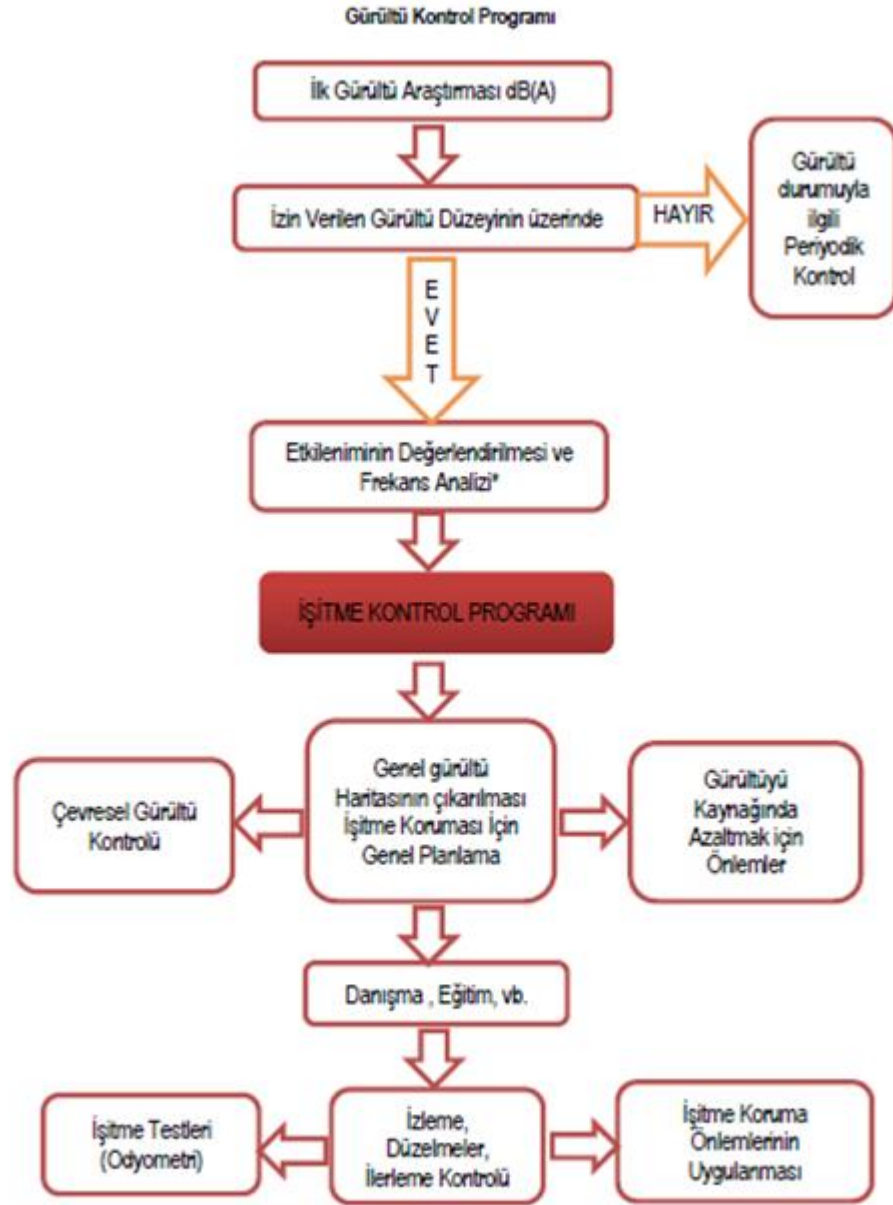 Gürültü Kontrol Programı
İlk Gürültü Araştırması dB(A)
İzin Verilen Gürültü Düzeyinin üzerinde
HAYIR
Gürültü
durumuyla
ilgili
Periyodik
Kontrol
E
V
E
T
Etkileniminin Değerlendirilmesi ve
Frekans Analizi*
İŞİTME KONTROL PROGRAMI
Çevresel Gürültü
Kontrolü
Genel gürültü
Haritasının çıkarılması
İşitme Koruması İçin
Genel Planlama
Gürültüyü
Kaynağında
Azaltmak için
Önlemler
Danışma , Eğitim, vb.
İşitme Testleri
(Odyometri)
İzleme,
Düzelmeler,
İlerleme Kontrolü
İşitme Koruma
Önlemlerinin
Uygulanması